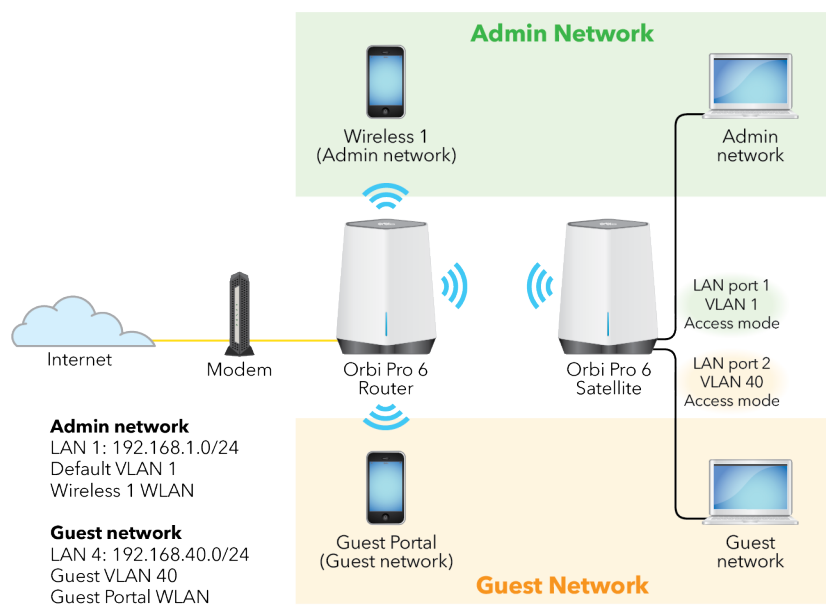 Admin Network
Wireless 1
(Admin network)
Admin
network
LAN port 1
VLAN 1
Access mode
Internet
Modem
Orbi Pro 6
Router
Orbi Pro 6
Satellite
LAN port 2
VLAN 40
Access mode
Admin network
LAN 1: 192.168.1.0/24
Default VLAN 1
Wireless 1 WLAN
Guest network
LAN 4: 192.168.40.0/24
Guest VLAN 40
Guest Portal WLAN
Guest Portal
(Guest network)
Guest
network
Guest Network